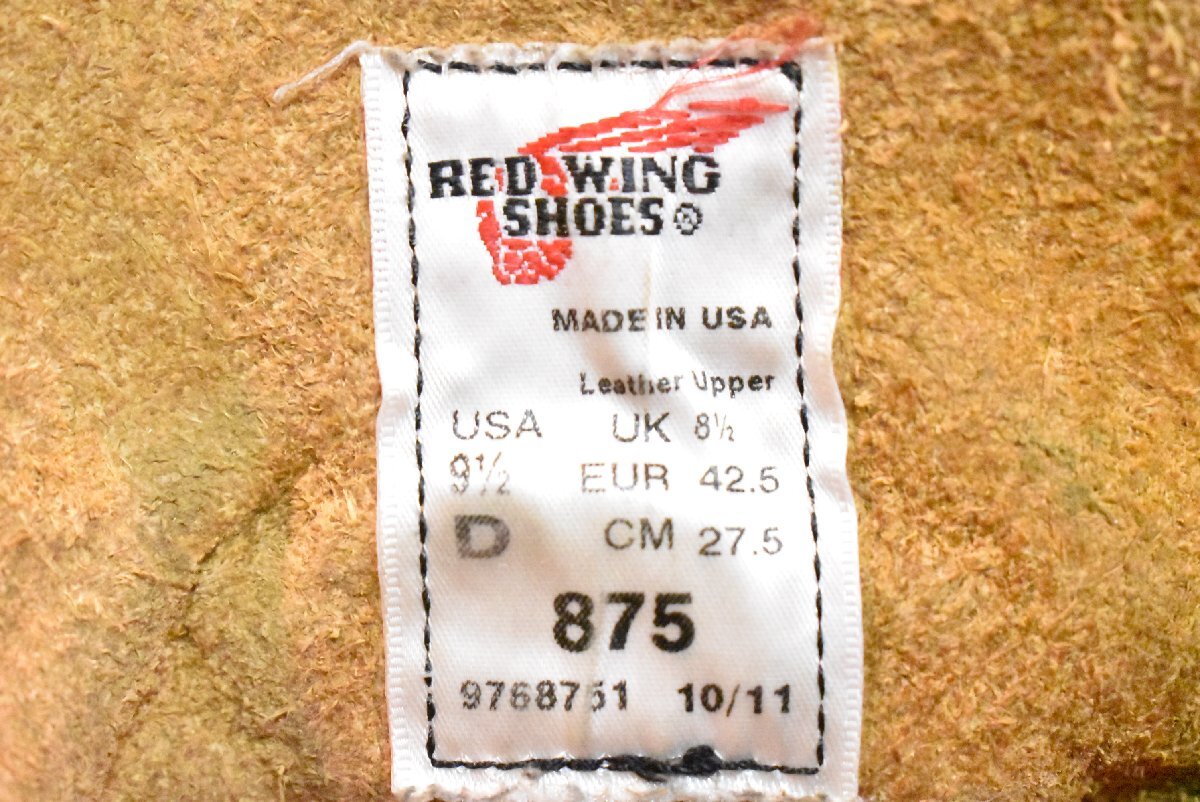 RED WING
SHOES ®
MADE IN USA
Leather Upper
USA UK 8½
9½ EUR 42.5
D CM 27.5
875
9768751 10/11